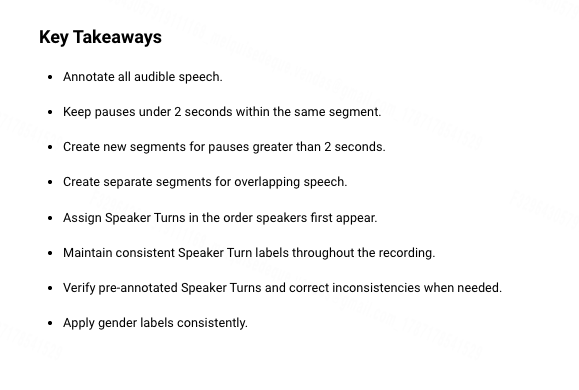 Key Takeaways
Annotate all audible speech.
Keep pauses under 2 seconds within the same segment.
Create new segments for pauses greater than 2 seconds.
Create separate segments for overlapping speech.
Assign Speaker Turns in the order speakers first appear.
Maintain consistent Speaker Turn labels throughout the recording.
Verify pre-annotated Speaker Turns and correct inconsistencies when needed.
Apply gender labels consistently.